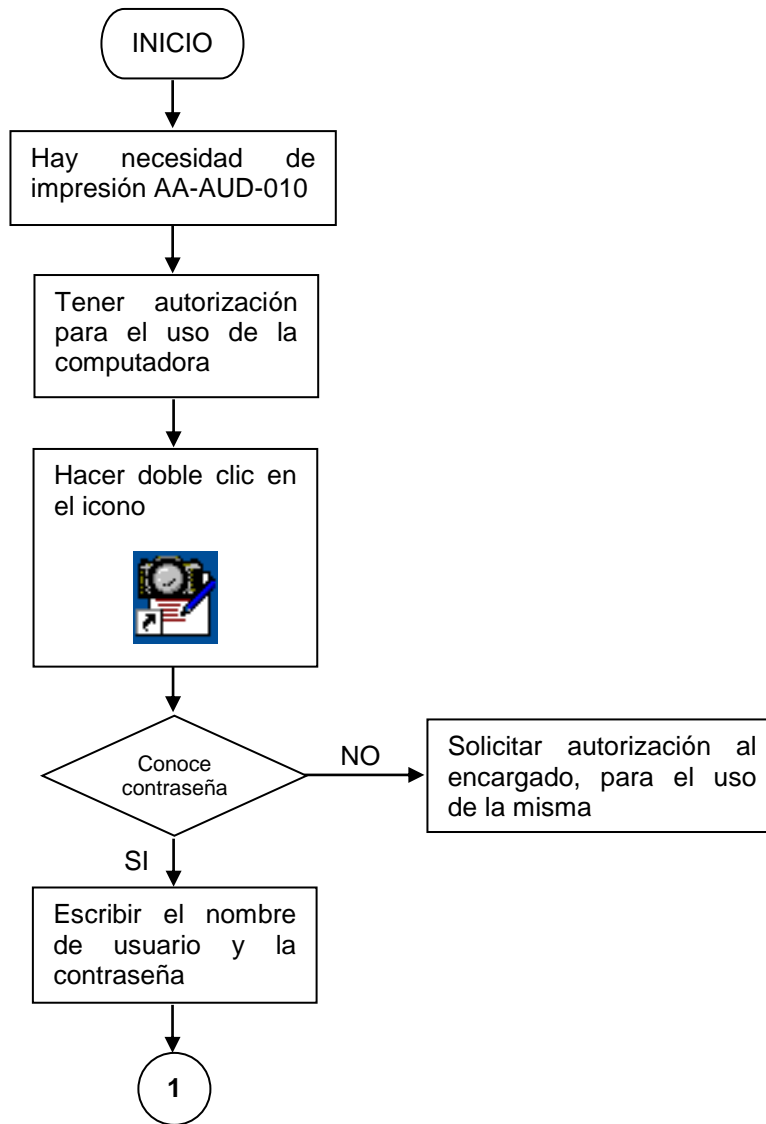 INICIO
Hay necesidad de
impresión AA-AUD-010
Tener autorización
para el uso de la
computadora
Hacer doble clic en
el icono
Conoce
contraseña
NO
Solicitar autorización al
encargado, para el uso
de la misma
SI
Escribir el nombre
de usuario y la
contraseña
1